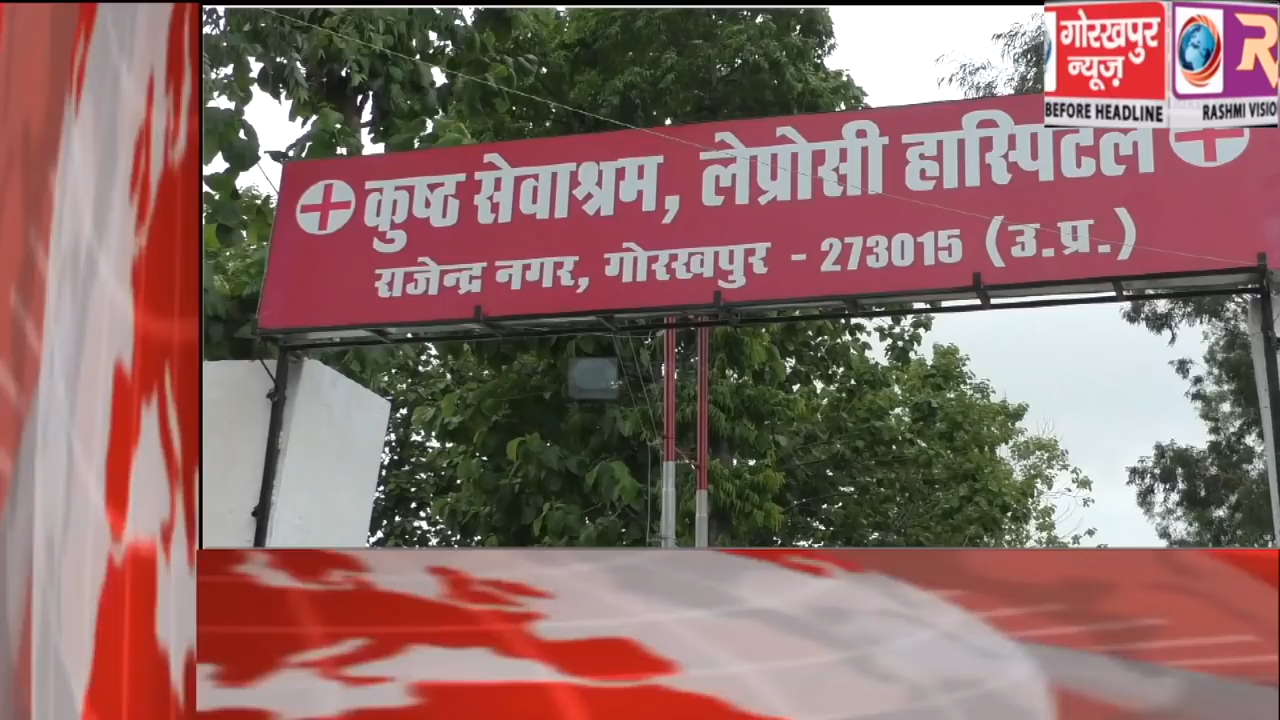 गोरखपुर
न्यूज़
BEFORE HEADLINE
R
RASHMI VISIO
कुष्ठ सेवाश्रम, लेप्रोसी हास्पिटल
राजेन्द्र नगर, गोरखपुर - 273015 (उ.प्र.)